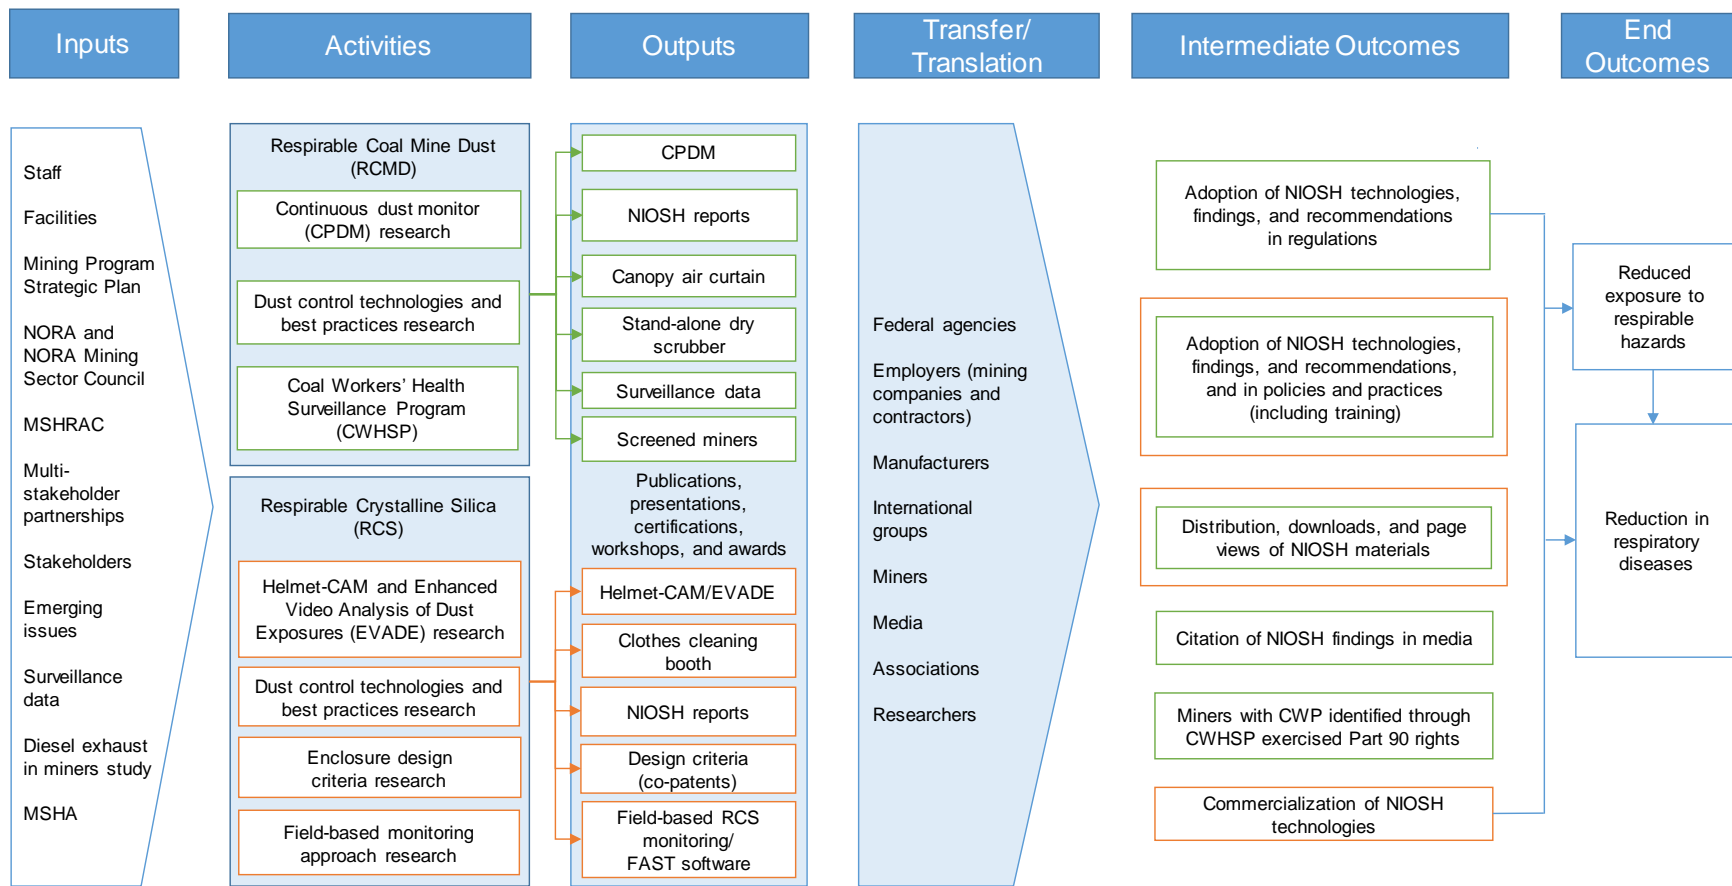 Inputs
Activities
Outputs
Transfer/
Translation
Intermediate Outcomes
End
Outcomes
Staff
Facilities
Mining Program
Strategic Plan
NORA and
NORA Mining
Sector Council
MSHRAC
Multi-
stakeholder
partnerships
Stakeholders
Emerging
issues
Surveillance
data
Diesel exhaust
in miners study
MSHA
Respirable Coal Mine Dust
(RCMD)
Continuous dust monitor
(CPDM) research
Dust control technologies and
best practices research
Coal Workers’ Health
Surveillance Program
(CWHSP)
Respirable Crystalline Silica
(RCS)
Helmet-CAM and Enhanced
Video Analysis of Dust
Exposures (EVADE) research
Dust control technologies and
best practices research
Enclosure design
criteria research
Field-based monitoring
approach research
CPDM
NIOSH reports
Canopy air curtain
Stand-alone dry
scrubber
Surveillance data
Screened miners
Publications,
presentations,
certifications,
workshops, and awards
Helmet-CAM/EVADE
Clothes cleaning
booth
NIOSH reports
Design criteria
(co-patents)
Field-based RCS
monitoring/
FAST software
Federal agencies
Employers (mining
companies and
contractors)
Manufacturers
International
groups
Miners
Media
Associations
Researchers
Adoption of NIOSH technologies,
findings, and recommendations
in regulations
Adoption of NIOSH technologies,
findings, and recommendations,
and in policies and practices
(including training)
Distribution, downloads, and page
views of NIOSH materials
Citation of NIOSH findings in media
Miners with CWP identified through
CWHSP exercised Part 90 rights
Commercialization of NIOSH
technologies
Reduced
exposure to
respirable
hazards
Reduction in
respiratory
diseases